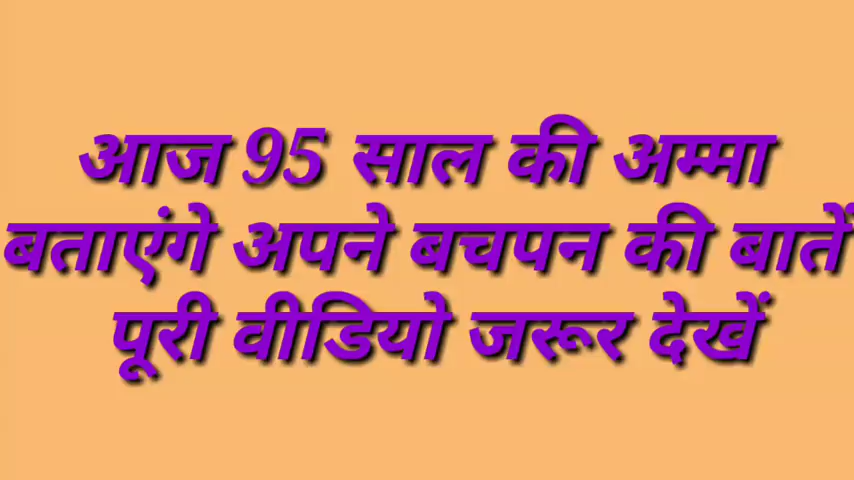 आज 95 साल की अम्मा
बताएंगे अपने बचपन की बातें
पूरी वीडियो जरूर देखें